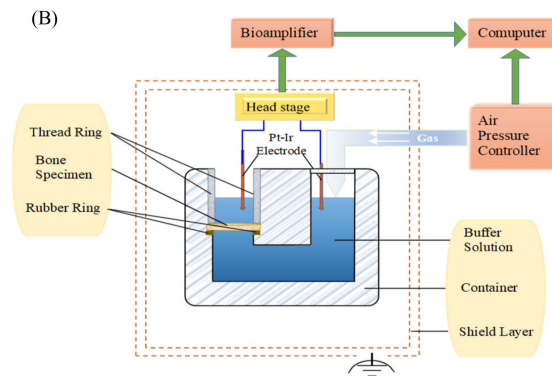 (B)
Bioamplifier
Comuputer
Head stage
Thread Ring
Bone
Specimen
Rubber Ring
Pt-Ir
Electrode
Gas
Air
Pressure
Controller
Buffer
Solution
Container
Shield Layer